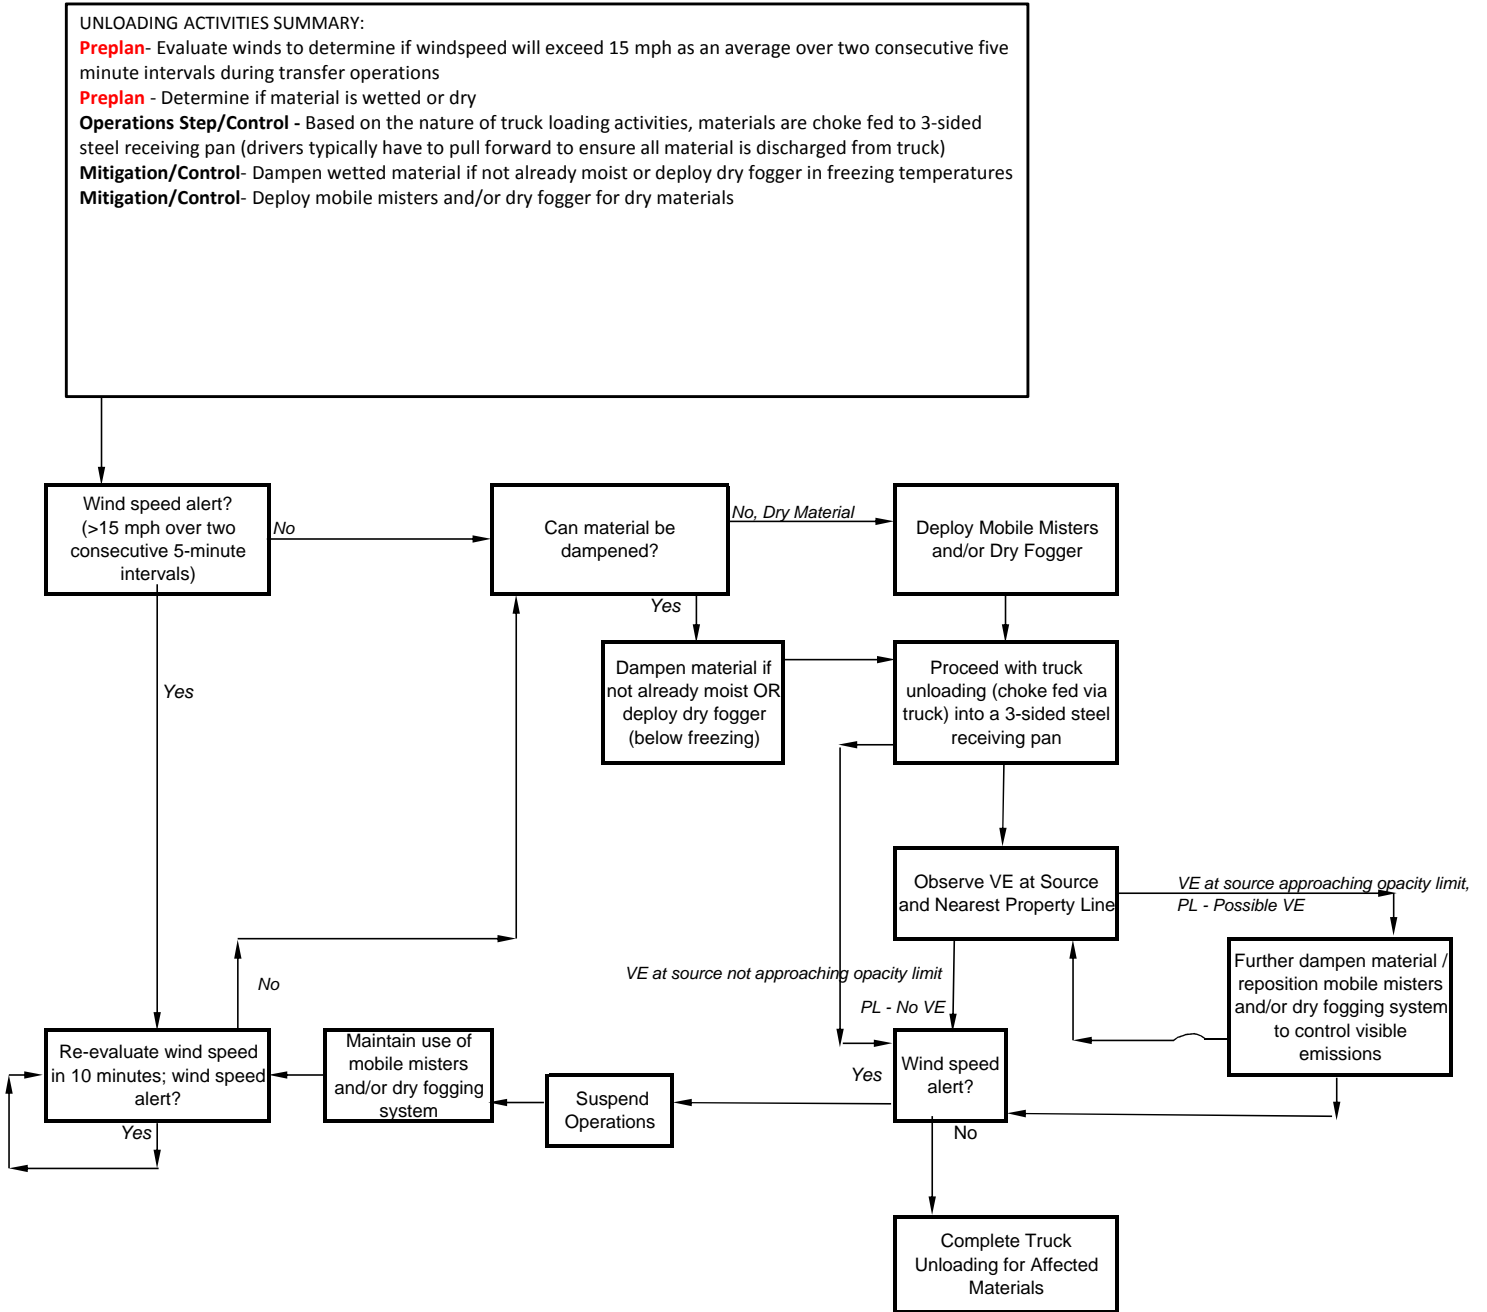 UNLOADING ACTIVITIES SUMMARY:
Preplan- Evaluate winds to determine if windspeed will exceed 15 mph as an average over two consecutive five
minute intervals during transfer operations
Preplan - Determine if material is wetted or dry
Operations Step/Control - Based on the nature of truck loading activities, materials are choke fed to 3-sided
steel receiving pan (drivers typically have to pull forward to ensure all material is discharged from truck)
Mitigation/Control- Dampen wetted material if not already moist or deploy dry fogger in freezing temperatures
Mitigation/Control- Deploy mobile misters and/or dry fogger for dry materials
Wind speed alert?
(>15 mph over two
consecutive 5-minute
intervals)
No
Can material be
dampened?
No, Dry Material
Deploy Mobile Misters
and/or Dry Fogger
Yes
Dampen material if
not already moist OR
deploy dry fogger
(below freezing)
Proceed with truck
unloading (choke fed via
truck) into a 3-sided steel
receiving pan
Yes
Observe VE at Source
and Nearest Property Line
VE at source approaching opacity limit,
PL - Possible VE
Further dampen material /
reposition mobile misters
and/or dry fogging system
to control visible
emissions
VE at source not approaching opacity limit
PL - No VE
No
Re-evaluate wind speed
in 10 minutes; wind speed
alert?
Yes
Maintain use of
mobile misters
and/or dry fogging
system
Suspend
Operations
Yes
Wind speed
alert?
No
Complete Truck
Unloading for Affected
Materials